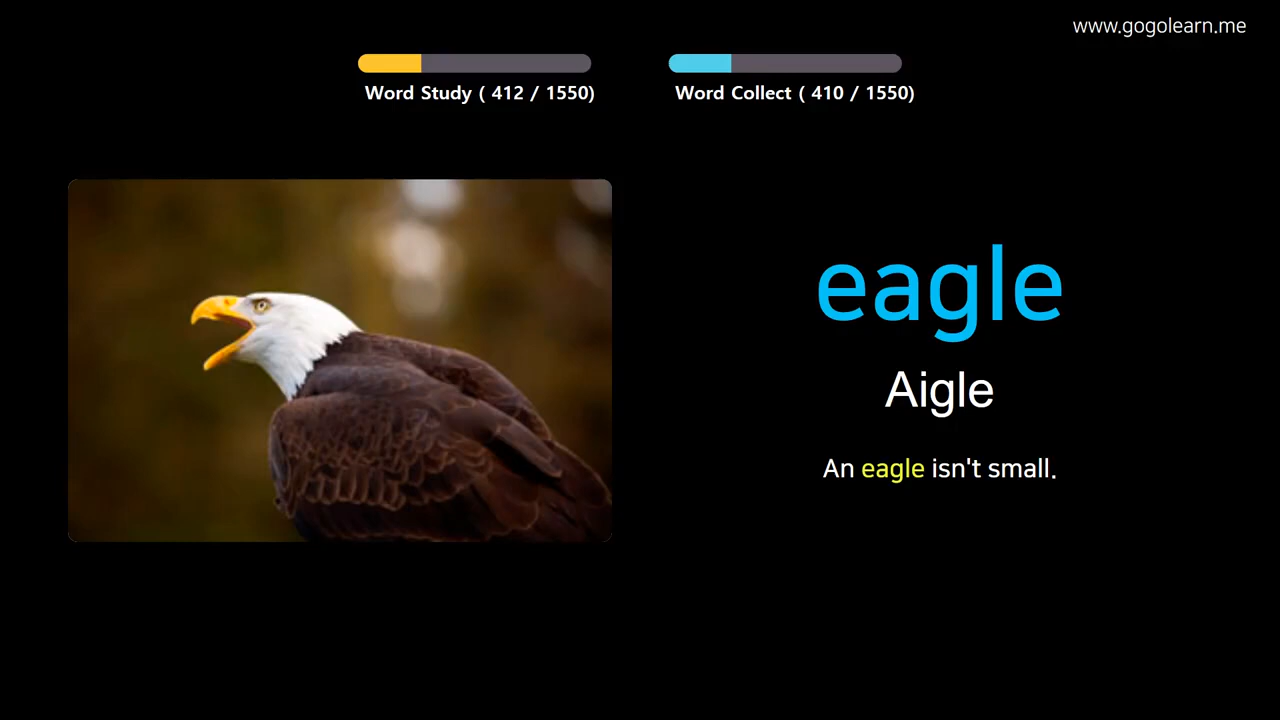 www.gogolearn.me
Word Study ( 412 / 1550)
Word Collect ( 410 / 1550)
eagle
Aigle
An eagle isn't small.